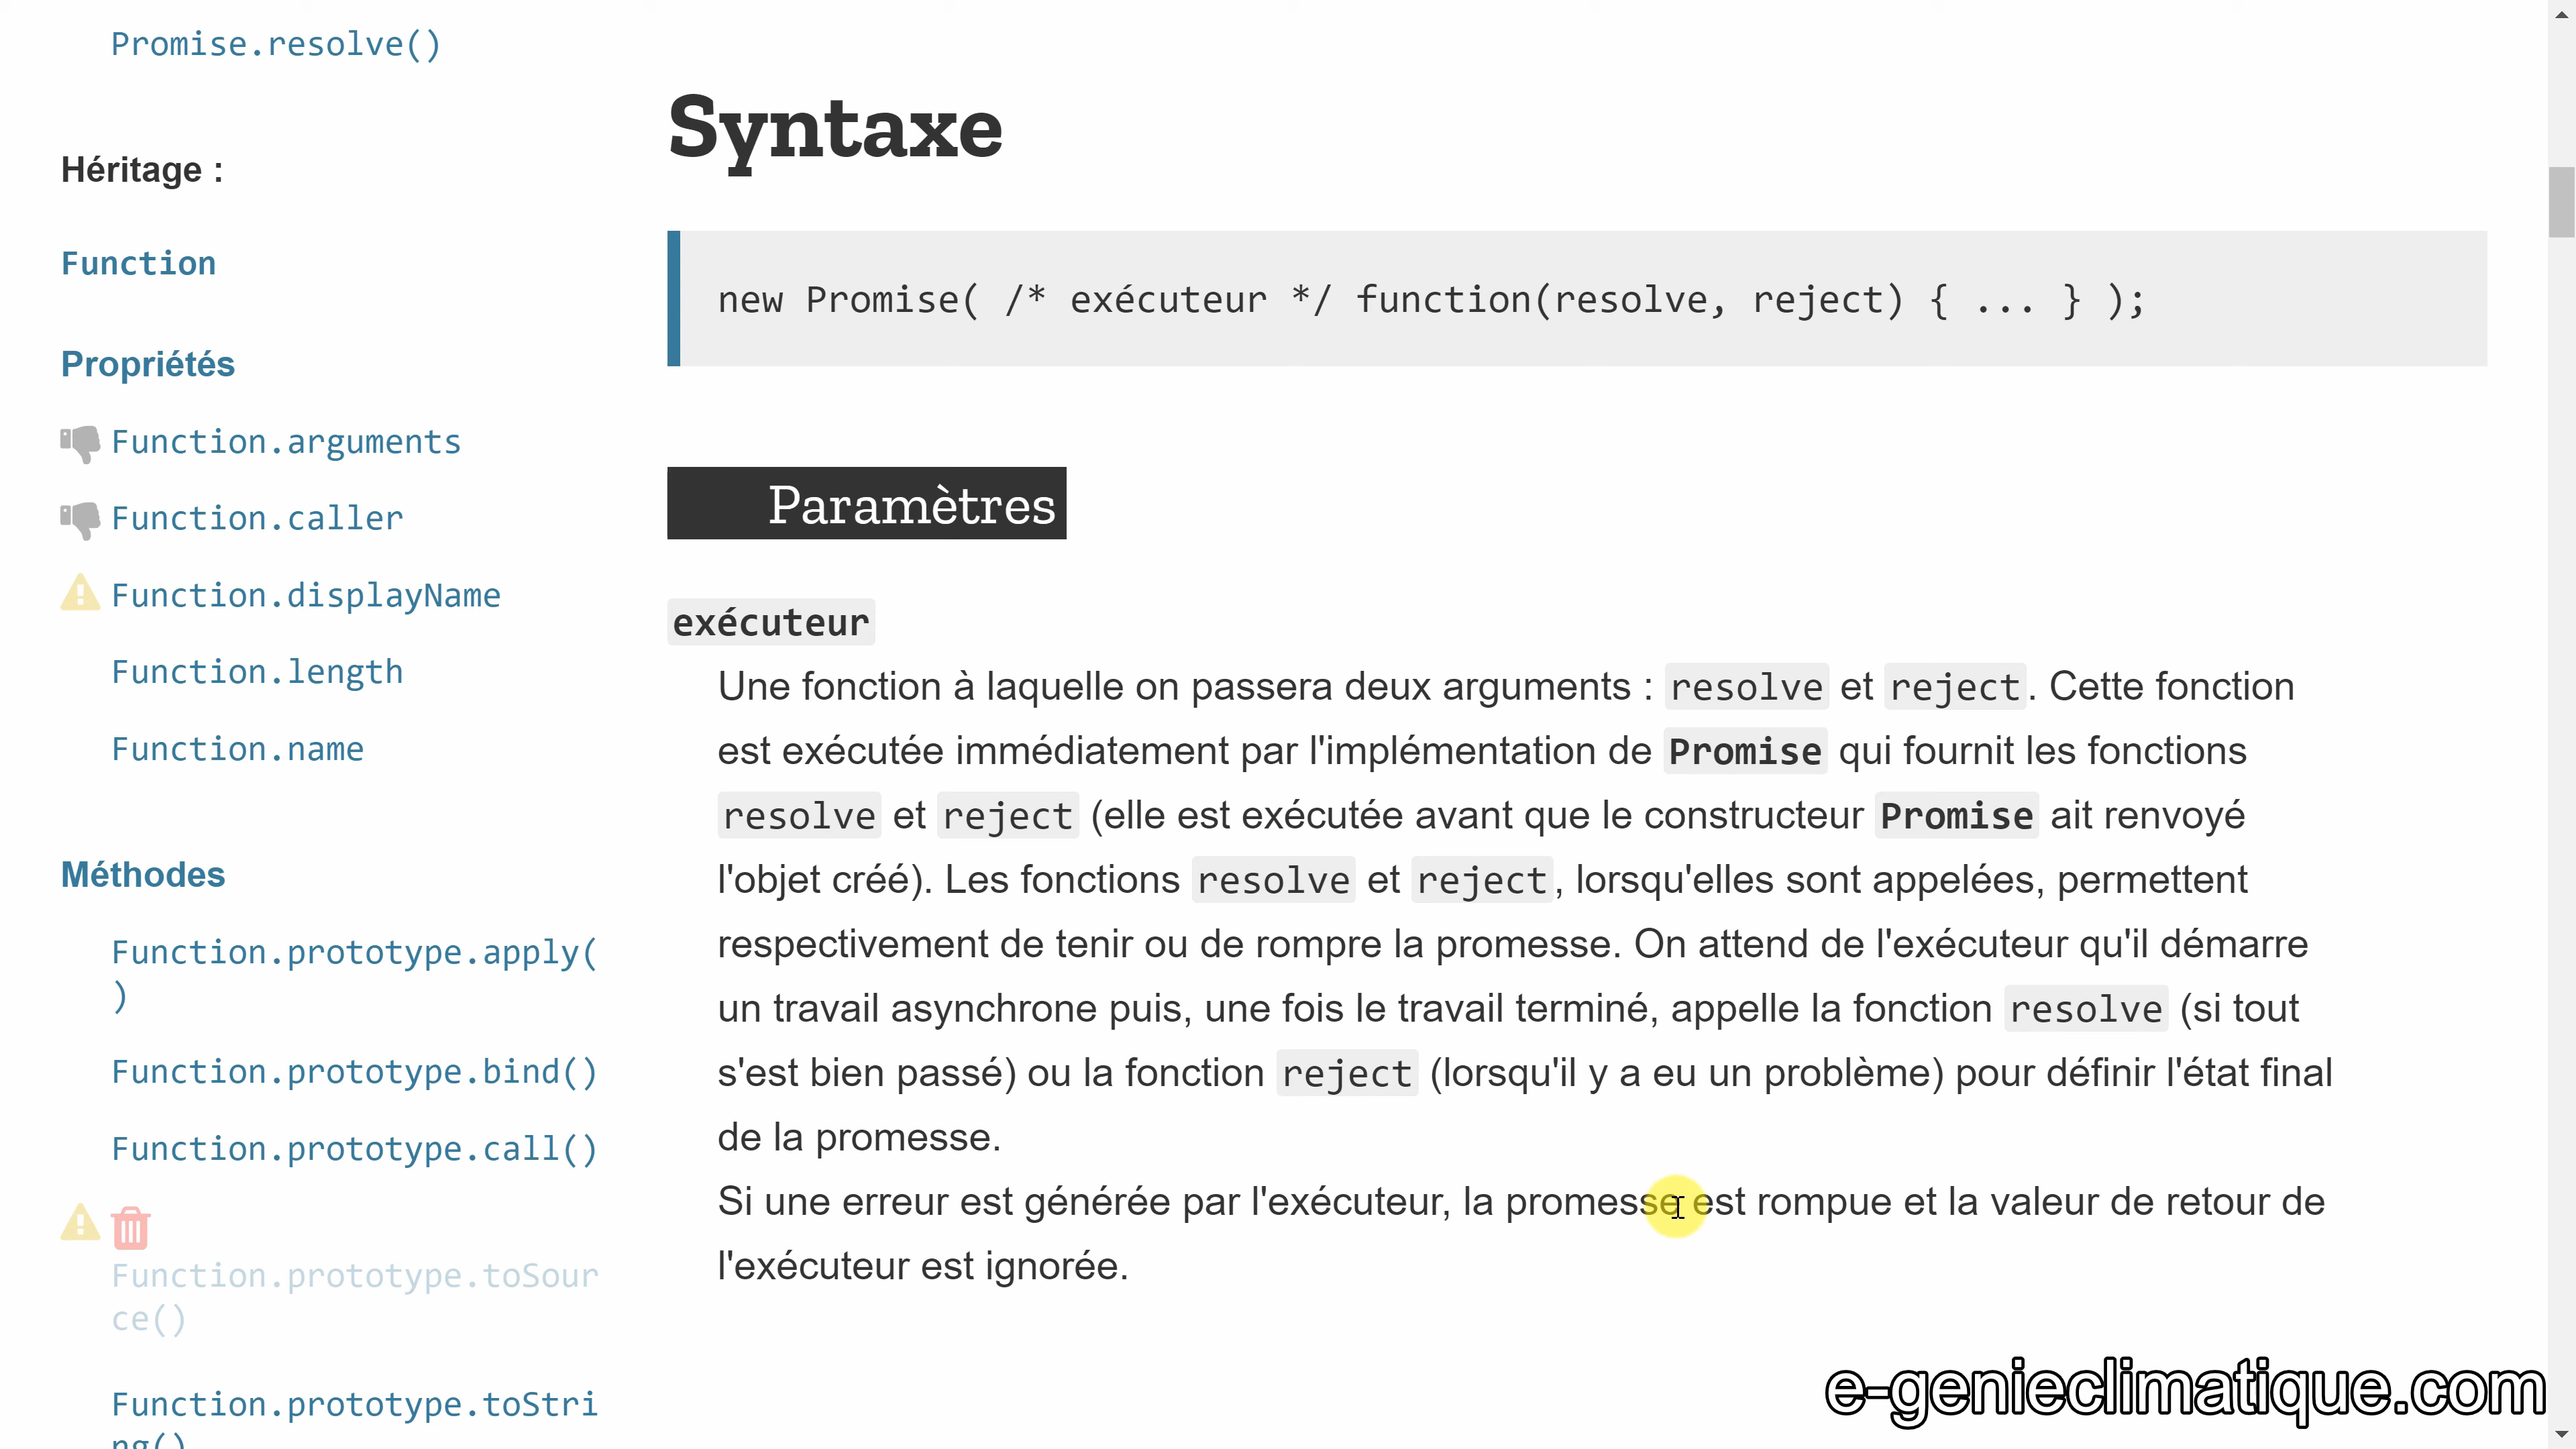 Promise.resolve()
Héritage :
Function
Propriétés
Function.arguments
Function.caller
Function.displayName
Function.length
Function.name
Méthodes
Function.prototype.apply(
)
Function.prototype.bind()
Function.prototype.call()
Function.prototype.toSour
ce()
Function.prototype.toStri
ng()
Syntaxe
new Promise( /* exécuteur */ function(resolve, reject) { ... } );
Paramètres
exécuteur
Une fonction à laquelle on passera deux arguments : resolve et reject. Cette fonction
est exécutée immédiatement par l'implémentation de Promise qui fournit les fonctions
resolve et reject (elle est exécutée avant que le constructeur Promise ait renvoyé
l'objet créé). Les fonctions resolve et reject, lorsqu'elles sont appelées, permettent
respectivement de tenir ou de rompre la promesse. On attend de l'exécuteur qu'il démarre
un travail asynchrone puis, une fois le travail terminé, appelle la fonction resolve (si tout
s'est bien passé) ou la fonction reject (lorsqu'il y a eu un problème) pour définir l'état final
de la promesse.
Si une erreur est générée par l'exécuteur, la promesse est rompue et la valeur de retour de
l'exécuteur est ignorée.
e-genieclimatique.com